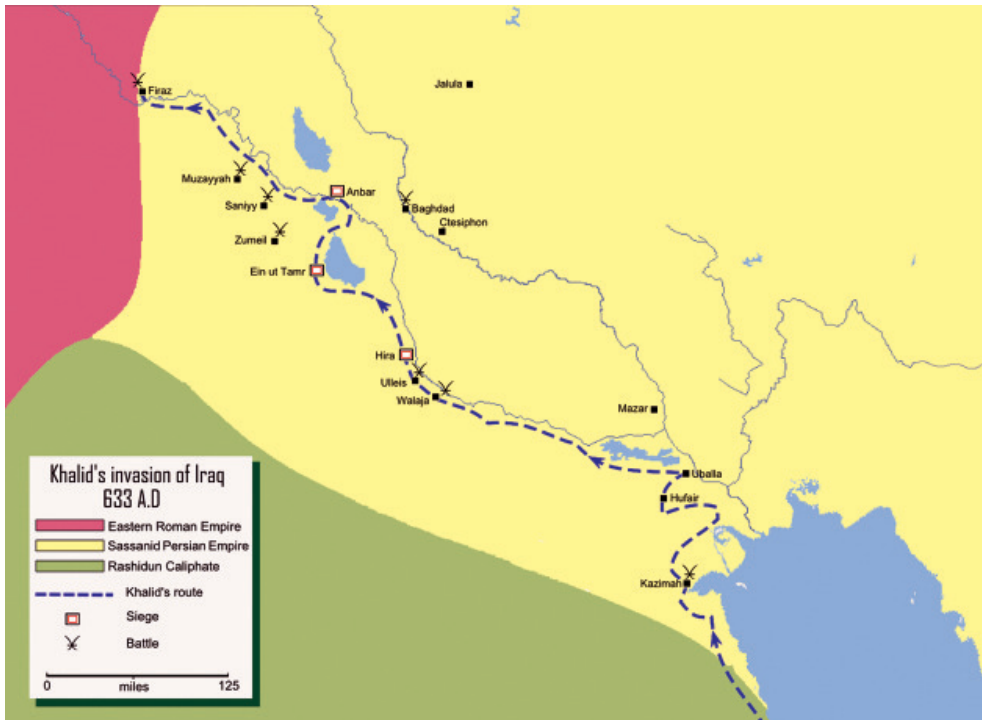 Jalula
Firaz
Muzayyah
Anbar
Saniyy
Baghdad
Ctesiphon
Zumeil
Ein ut Tamr
Hira
Ulleis
Walaja
Mazar
Uballa
Hufair
Kazimah
Khalid's invasion of Iraq
633 A.D
Eastern Roman Empire
Sassanid Persian Empire
Rashidun Caliphate
Khalid's route
Siege
Battle
0 miles 125